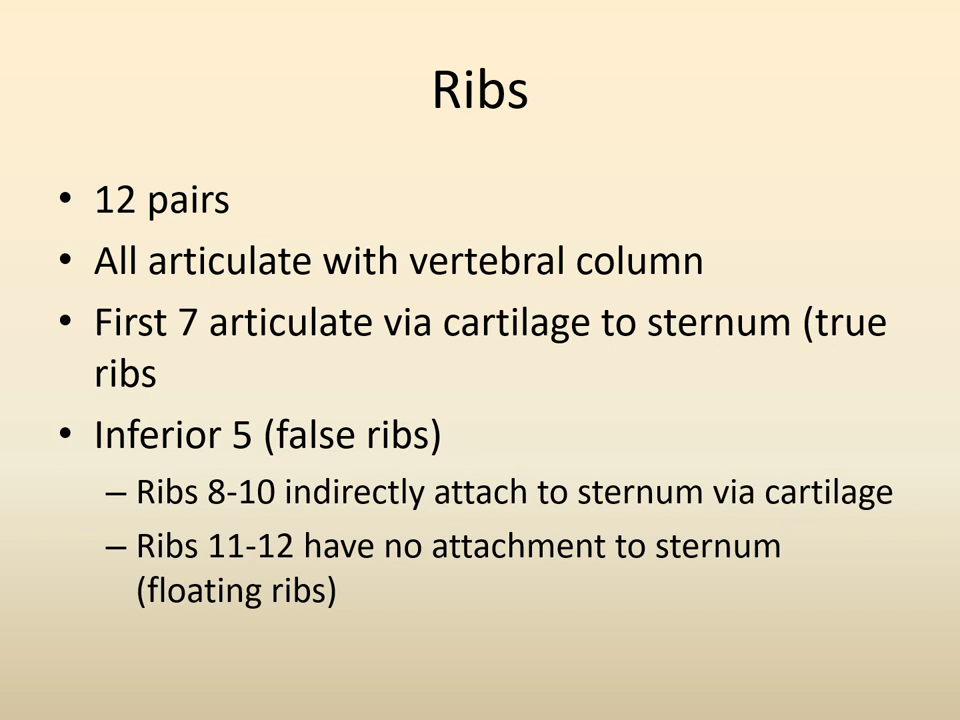 Ribs
• 12 pairs
• All articulate with vertebral column
• First 7 articulate via cartilage to sternum (true
ribs
• Inferior 5 (false ribs)
– Ribs 8-10 indirectly attach to sternum via cartilage
– Ribs 11-12 have no attachment to sternum
(floating ribs)